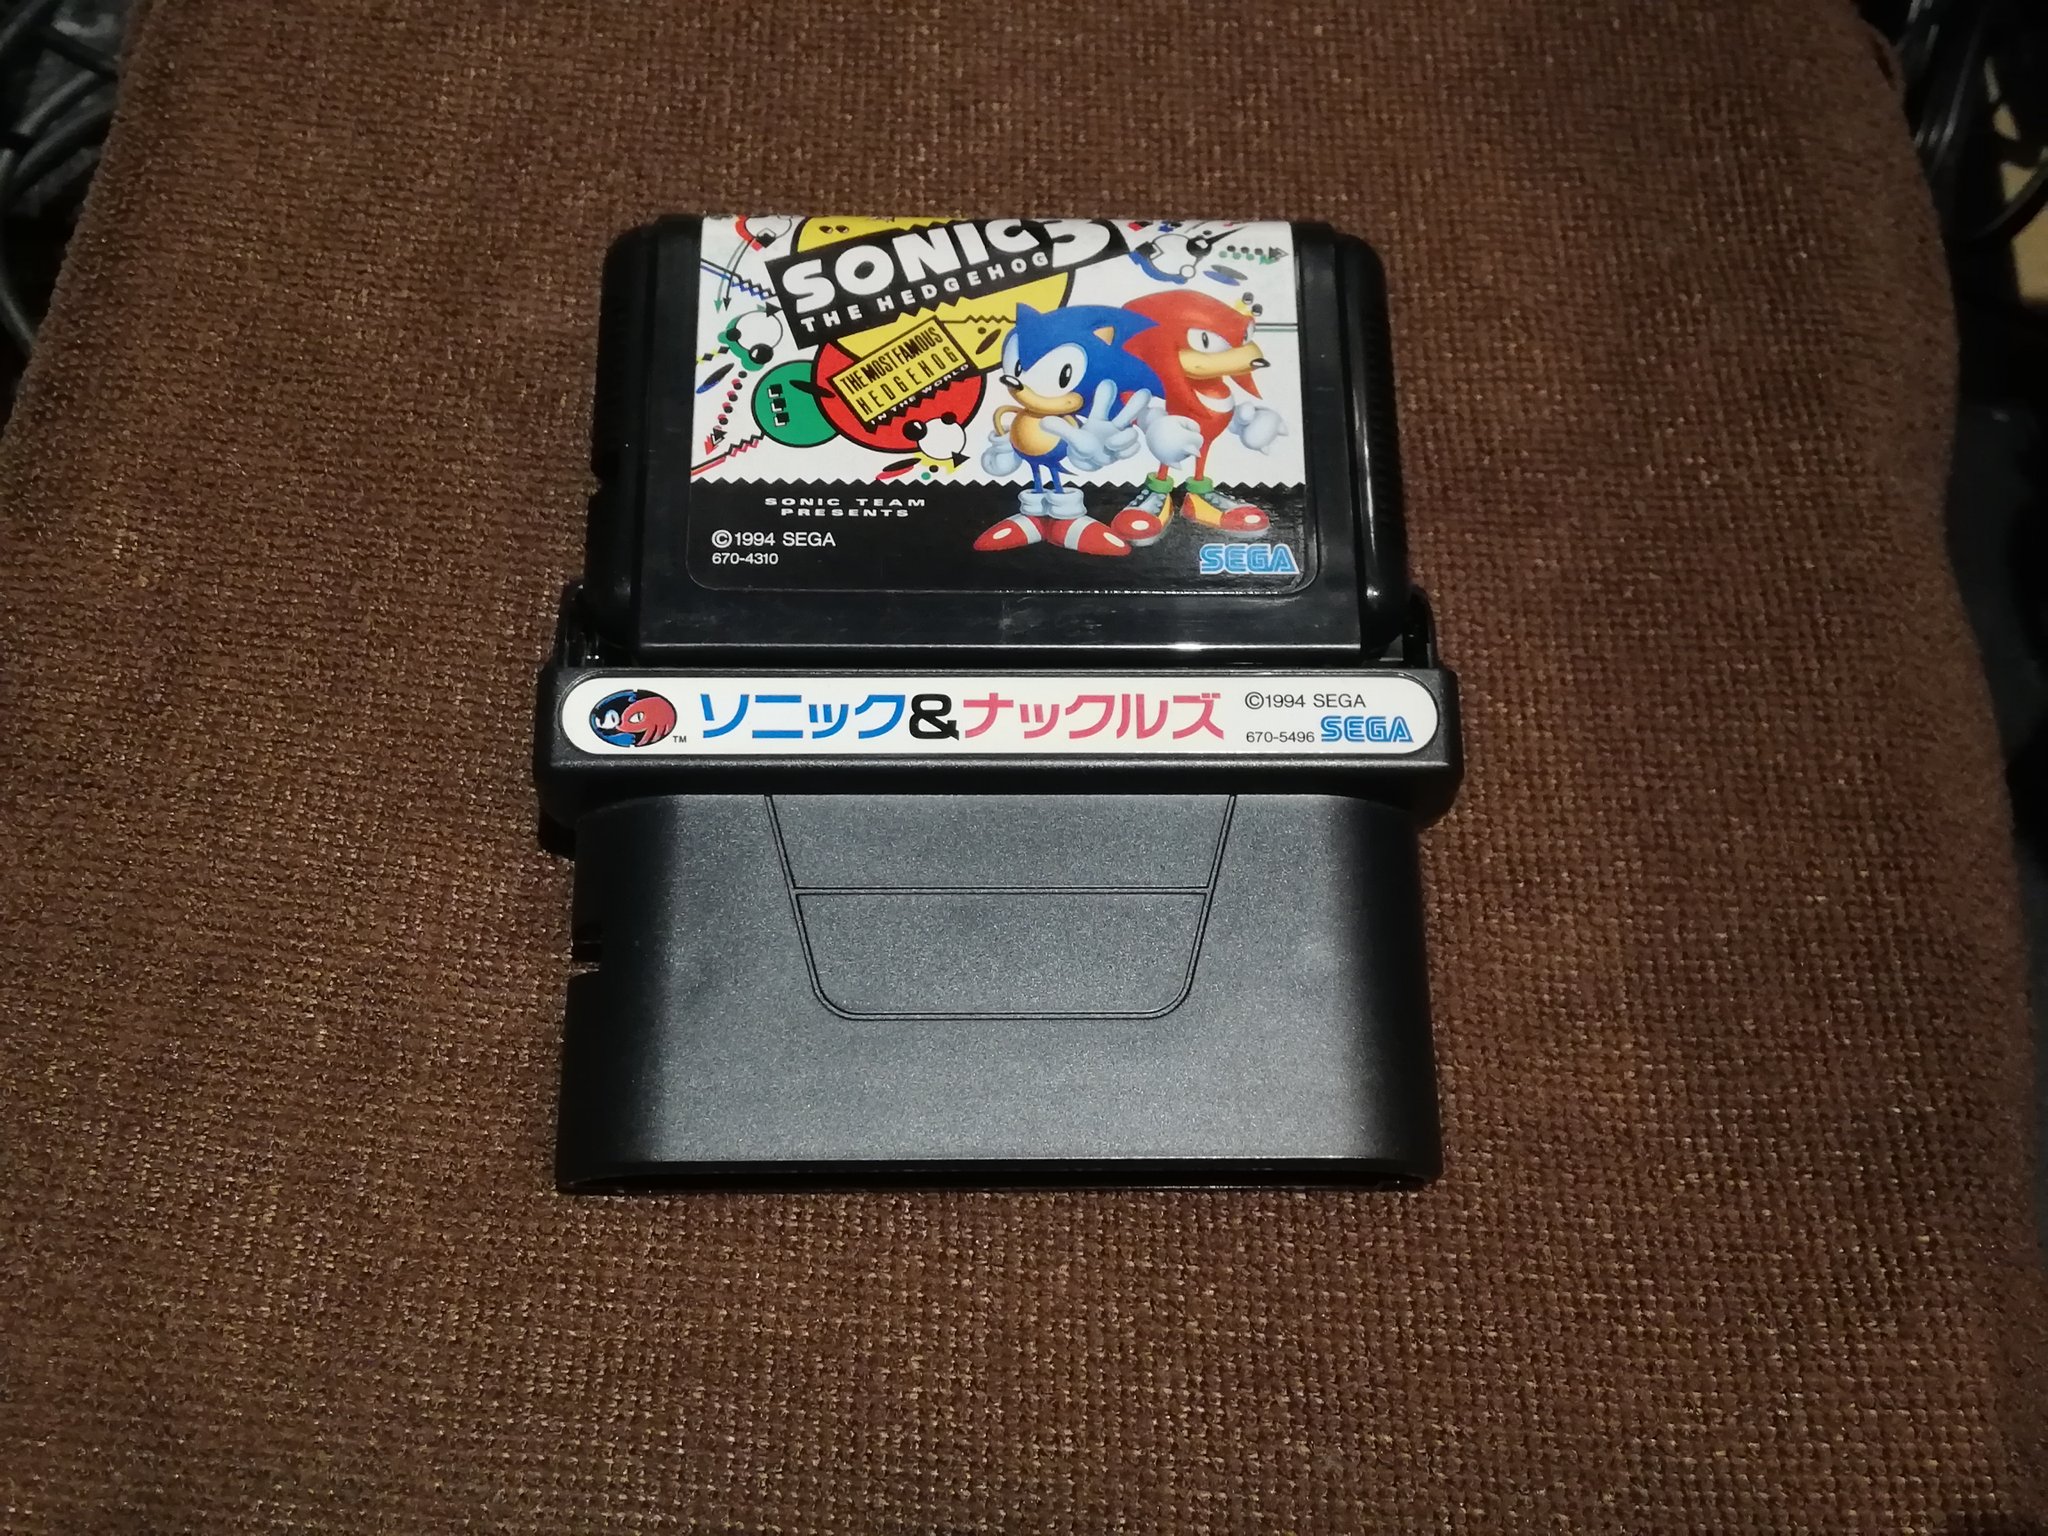 SONIC 3
THE HEDGEHOG
THE MOST FAMOUS
HEDGEHOG
IN THE WORLD
SONIC TEAM
PRESENTS
©1994 SEGA
670-4310
SEGA
ソニック&ナックルズ
©1994 SEGA
670-5496 SEGA
TM